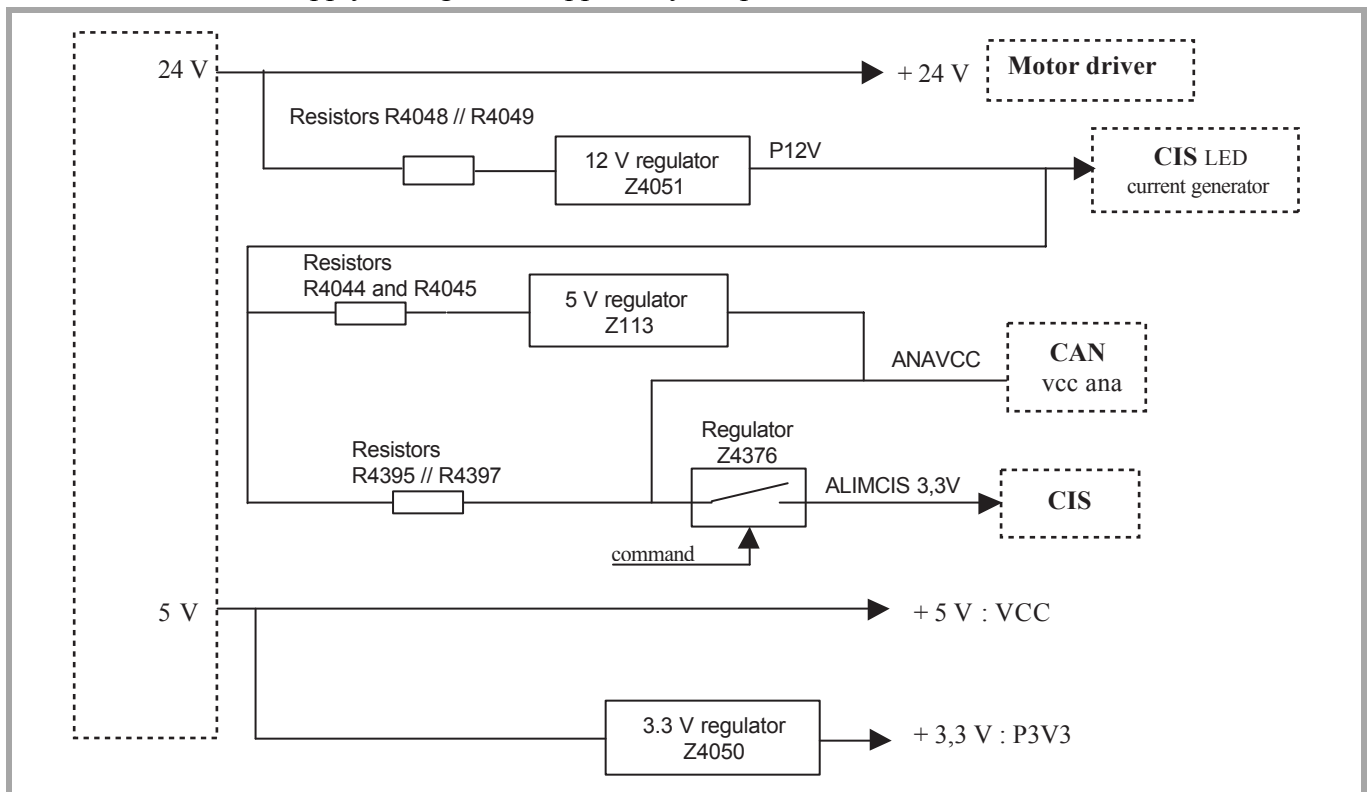 24 V
+ 24 V
Motor driver
Resistors R4048 // R4049
12 V regulator
Z4051
P12V
CIS LED
current generator
Resistors
R4044 and R4045
5 V regulator
Z113
ANAVCC
CAN
vcc ana
Resistors
R4395 // R4397
Regulator
Z4376
ALIMCIS 3,3V
CIS
command
5 V
+ 5 V : VCC
3.3 V regulator
Z4050
+ 3,3 V : P3V3